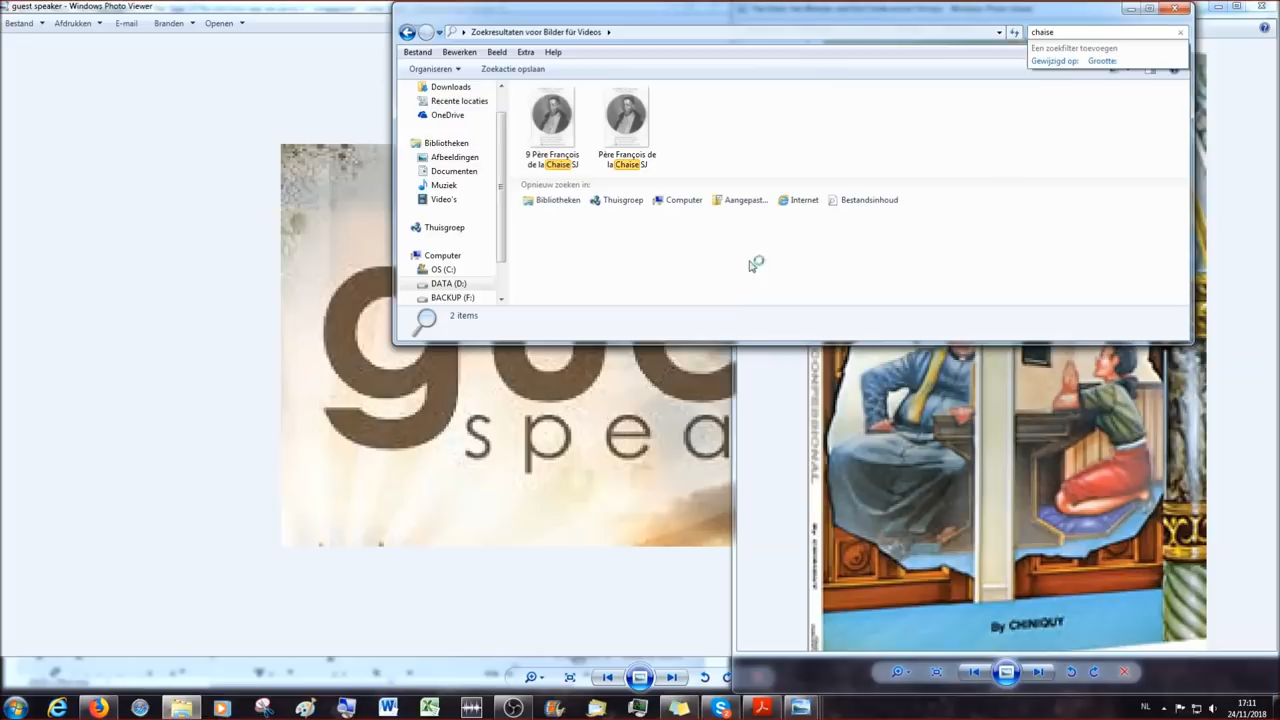 guest speaker - Windows Photo Viewer
Bestand Afdrukken E-mail Branden Openen
Zoekresultaten voor Bilder für Videos
chaise
Een zoekfilter toevoegen
Gewijzigd op: Grootte:
Bestand Bewerken Beeld Extra Help
Organiseren Zoekactie opslaan
Downloads
Recente locaties
OneDrive
Bibliotheken
Afbeeldingen
Documenten
Muziek
Video's
Thuisgroep
Computer
OS (C:)
DATA (D:)
BACKUP (F:)
9 Père François
de la Chaise SJ
Père François de
la Chaise SJ
Opnieuw zoeken in:
Bibliotheken Thuisgroep Computer Aangepast... Internet Bestandsinhoud
2 items
gue
spea
By CHINIQUY
NL
17:11
24/11/2018